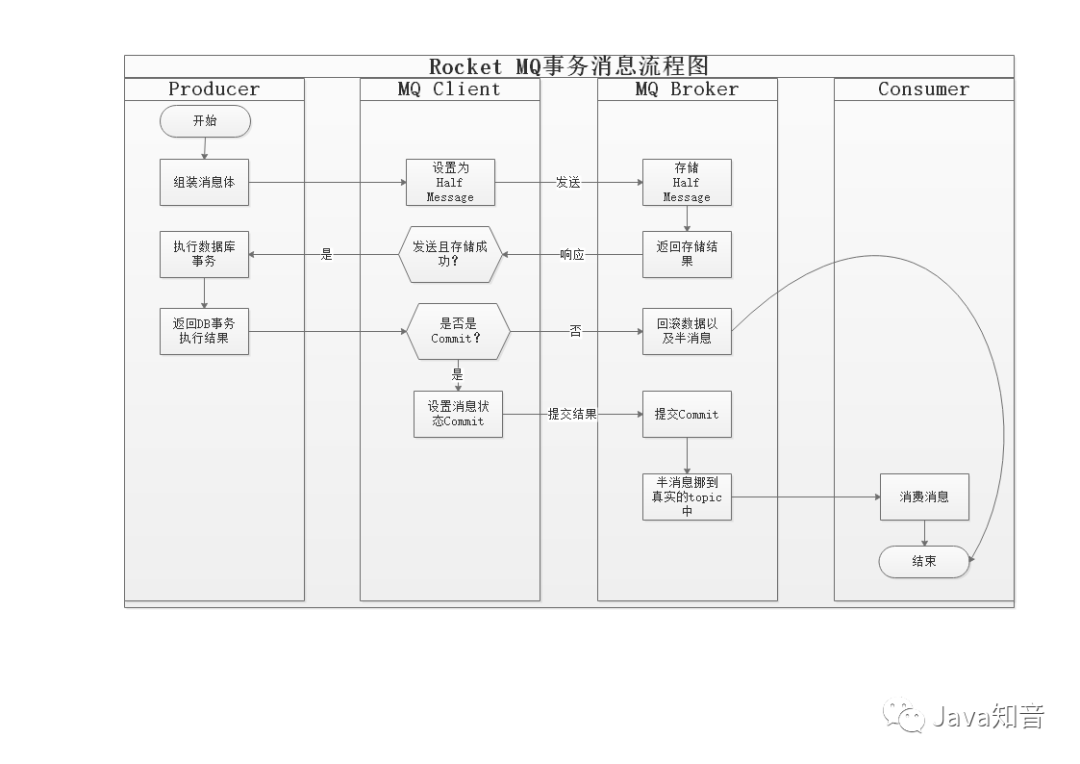 Rocket MQ事务消息流程图
Producer
MQ Client
MQ Broker
Consumer
开始
组装消息体
设置为
Half
Message
发送
存储
Half
Message
执行数据库
事务
是
发送且存储成
功？
响应
返回存储结
果
返回DB事务
执行结果
是否是
Commit？
否
回滚数据以
及半消息
是
设置消息状
态Commit
提交结果
提交Commit
半消息挪到
真实的topic
中
消费消息
结束
Java知音